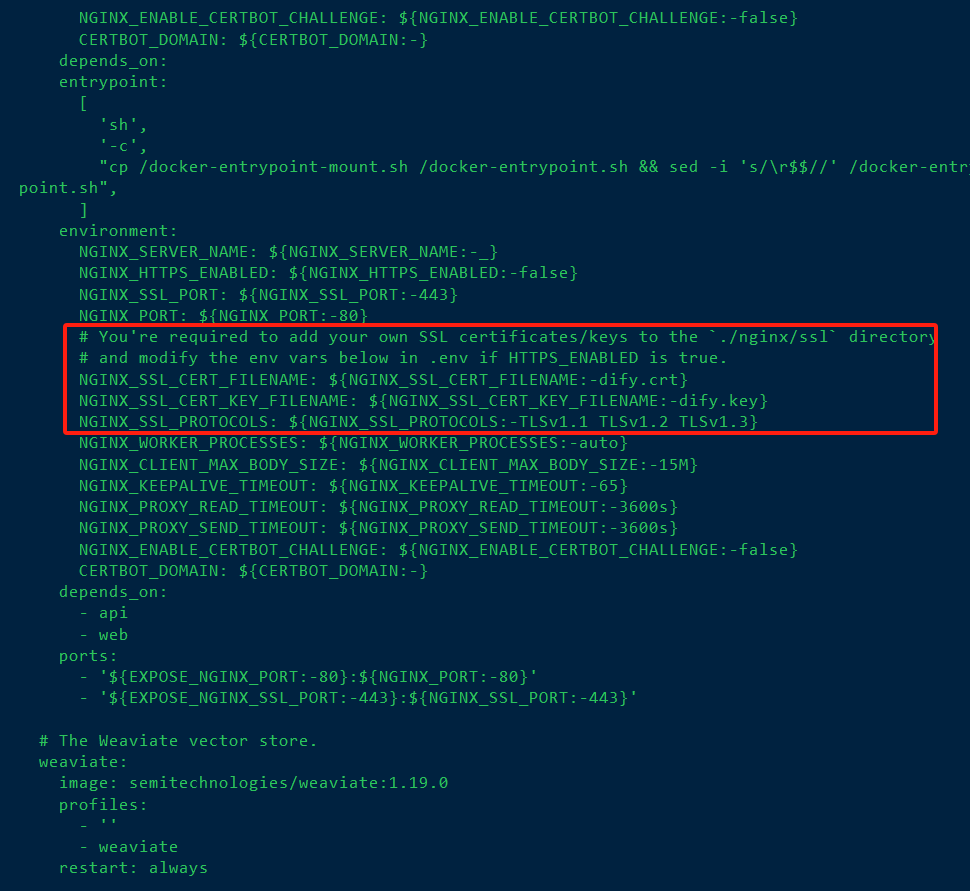 NGINX_ENABLE_CERTBOT_CHALLENGE: ${NGINX_ENABLE_CERTBOT_CHALLENGE:-false}
CERTBOT_DOMAIN: ${CERTBOT_DOMAIN:-}
depends_on:
entrypoint:
[
'sh',
'-c',
"cp /docker-entrypoint-mount.sh /docker-entrypoint.sh && sed -i 's/\r$$//' /docker-entry
point.sh",
]
environment:
NGINX_SERVER_NAME: ${NGINX_SERVER_NAME:-_}
NGINX_HTTPS_ENABLED: ${NGINX_HTTPS_ENABLED:-false}
NGINX_SSL_PORT: ${NGINX_SSL_PORT:-443}
NGINX_PORT: ${NGINX_PORT:-80}
# You're required to add your own SSL certificates/keys to the `./nginx/ssl` directory
# and modify the env vars below in .env if HTTPS_ENABLED is true.
NGINX_SSL_CERT_FILENAME: ${NGINX_SSL_CERT_FILENAME:-dify.crt}
NGINX_SSL_CERT_KEY_FILENAME: ${NGINX_SSL_CERT_KEY_FILENAME:-dify.key}
NGINX_SSL_PROTOCOLS: ${NGINX_SSL_PROTOCOLS:-TLSv1.1 TLSv1.2 TLSv1.3}
NGINX_WORKER_PROCESSES: ${NGINX_WORKER_PROCESSES:-auto}
NGINX_CLIENT_MAX_BODY_SIZE: ${NGINX_CLIENT_MAX_BODY_SIZE:-15M}
NGINX_KEEPALIVE_TIMEOUT: ${NGINX_KEEPALIVE_TIMEOUT:-65}
NGINX_PROXY_READ_TIMEOUT: ${NGINX_PROXY_READ_TIMEOUT:-3600s}
NGINX_PROXY_SEND_TIMEOUT: ${NGINX_PROXY_SEND_TIMEOUT:-3600s}
NGINX_ENABLE_CERTBOT_CHALLENGE: ${NGINX_ENABLE_CERTBOT_CHALLENGE:-false}
CERTBOT_DOMAIN: ${CERTBOT_DOMAIN:-}
depends_on:
- api
- web
ports:
- '${EXPOSE_NGINX_PORT:-80}:${NGINX_PORT:-80}'
- '${EXPOSE_NGINX_SSL_PORT:-443}:${NGINX_SSL_PORT:-443}'
# The Weaviate vector store.
weaviate:
image: semitechnologies/weaviate:1.19.0
profiles:
- ''
- weaviate
restart: always